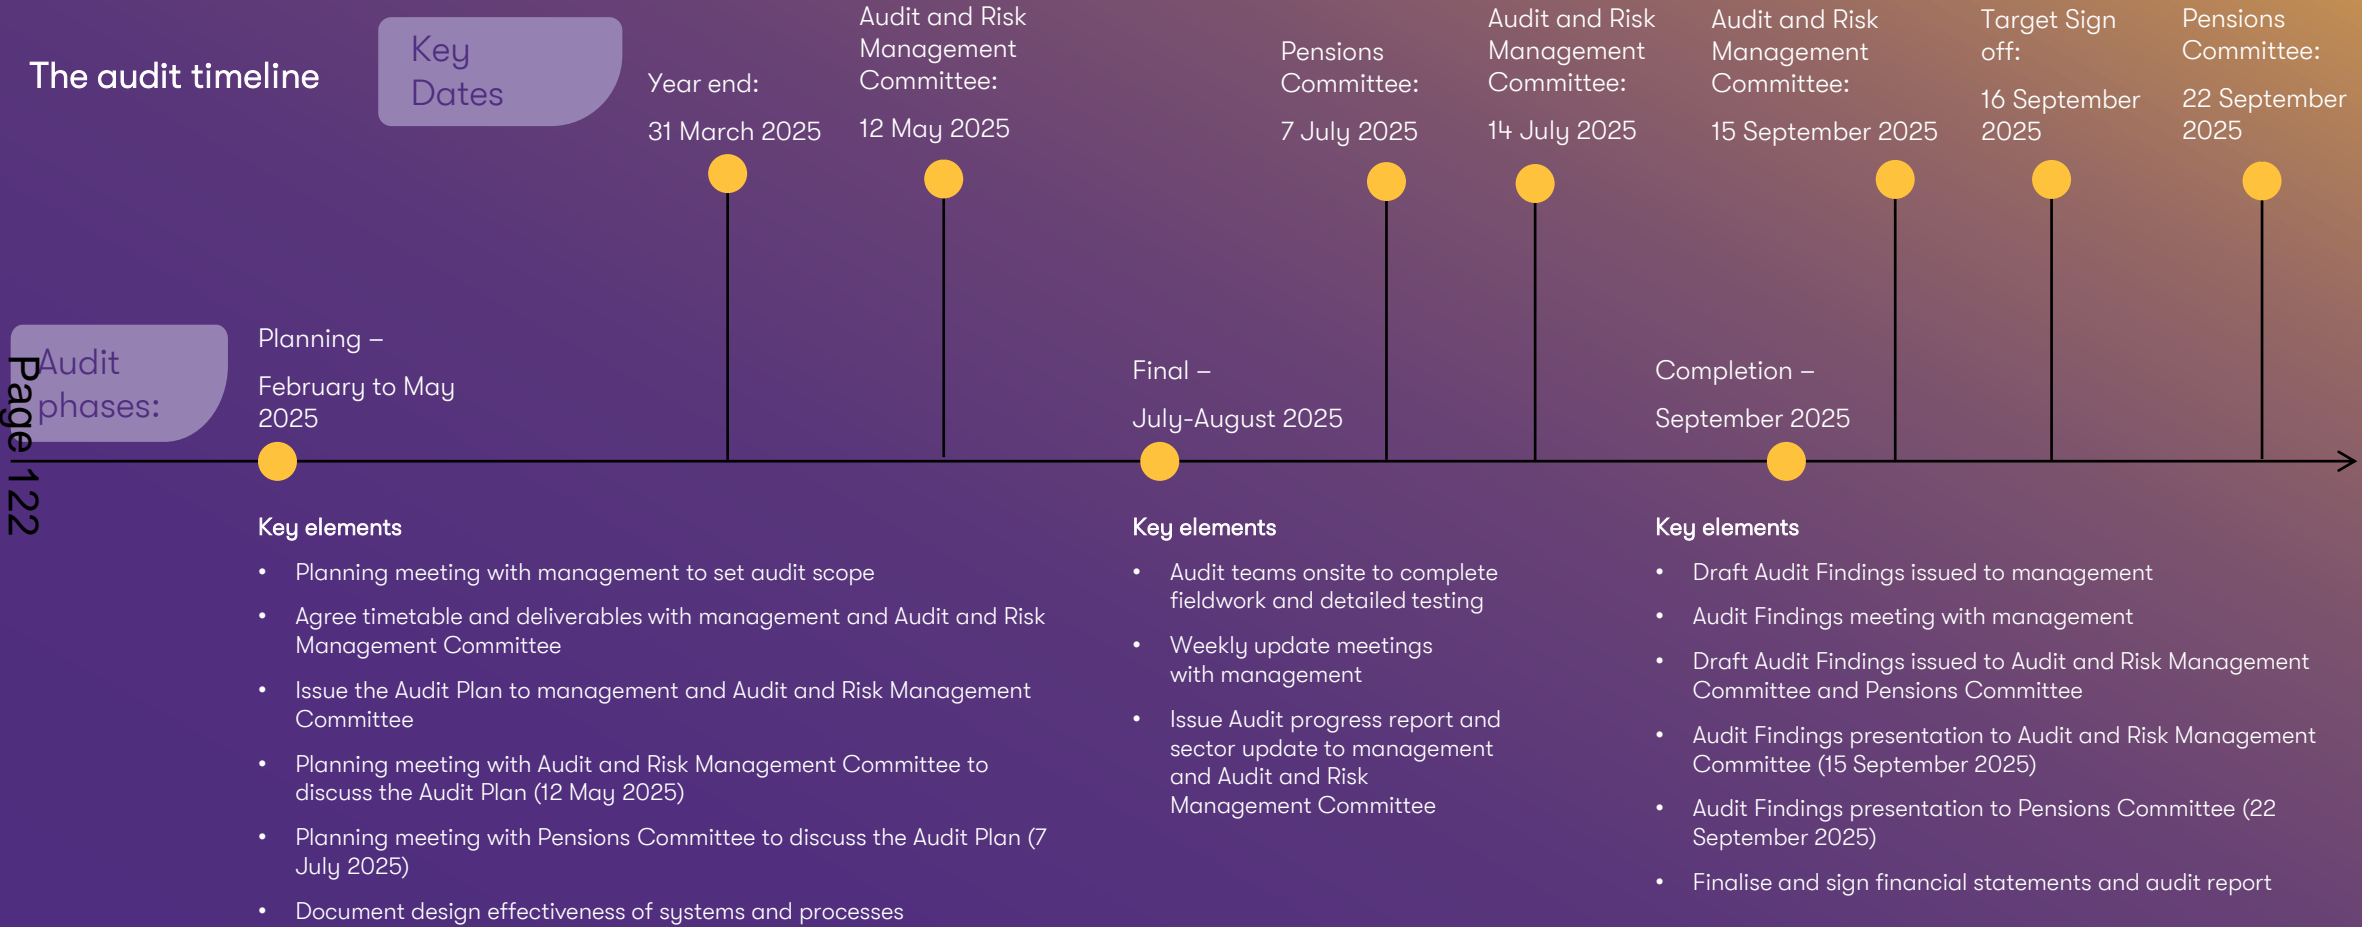 The audit timeline
Key
Dates
Year end:
31 March 2025
Audit and Risk
Management
Committee:
12 May 2025
Pensions
Committee:
7 July 2025
Audit and Risk
Management
Committee:
14 July 2025
Audit and Risk
Management
Committee:
15 September 2025
Target Sign
off:
16 September
2025
Pensions
Committee:
22 September
2025
Audit
phases:
Page 122
Planning –
February to May
2025
Final –
July-August 2025
Completion –
September 2025
Key elements
• Planning meeting with management to set audit scope
• Agree timetable and deliverables with management and Audit and Risk
Management Committee
• Issue the Audit Plan to management and Audit and Risk Management
Committee
• Planning meeting with Audit and Risk Management Committee to
discuss the Audit Plan (12 May 2025)
• Planning meeting with Pensions Committee to discuss the Audit Plan (7
July 2025)
• Document design effectiveness of systems and processes
Key elements
• Audit teams onsite to complete
fieldwork and detailed testing
• Weekly update meetings
with management
• Issue Audit progress report and
sector update to management
and Audit and Risk
Management Committee
Key elements
• Draft Audit Findings issued to management
• Audit Findings meeting with management
• Draft Audit Findings issued to Audit and Risk Management
Committee and Pensions Committee
• Audit Findings presentation to Audit and Risk Management
Committee (15 September 2025)
• Audit Findings presentation to Pensions Committee (22
September 2025)
• Finalise and sign financial statements and audit report